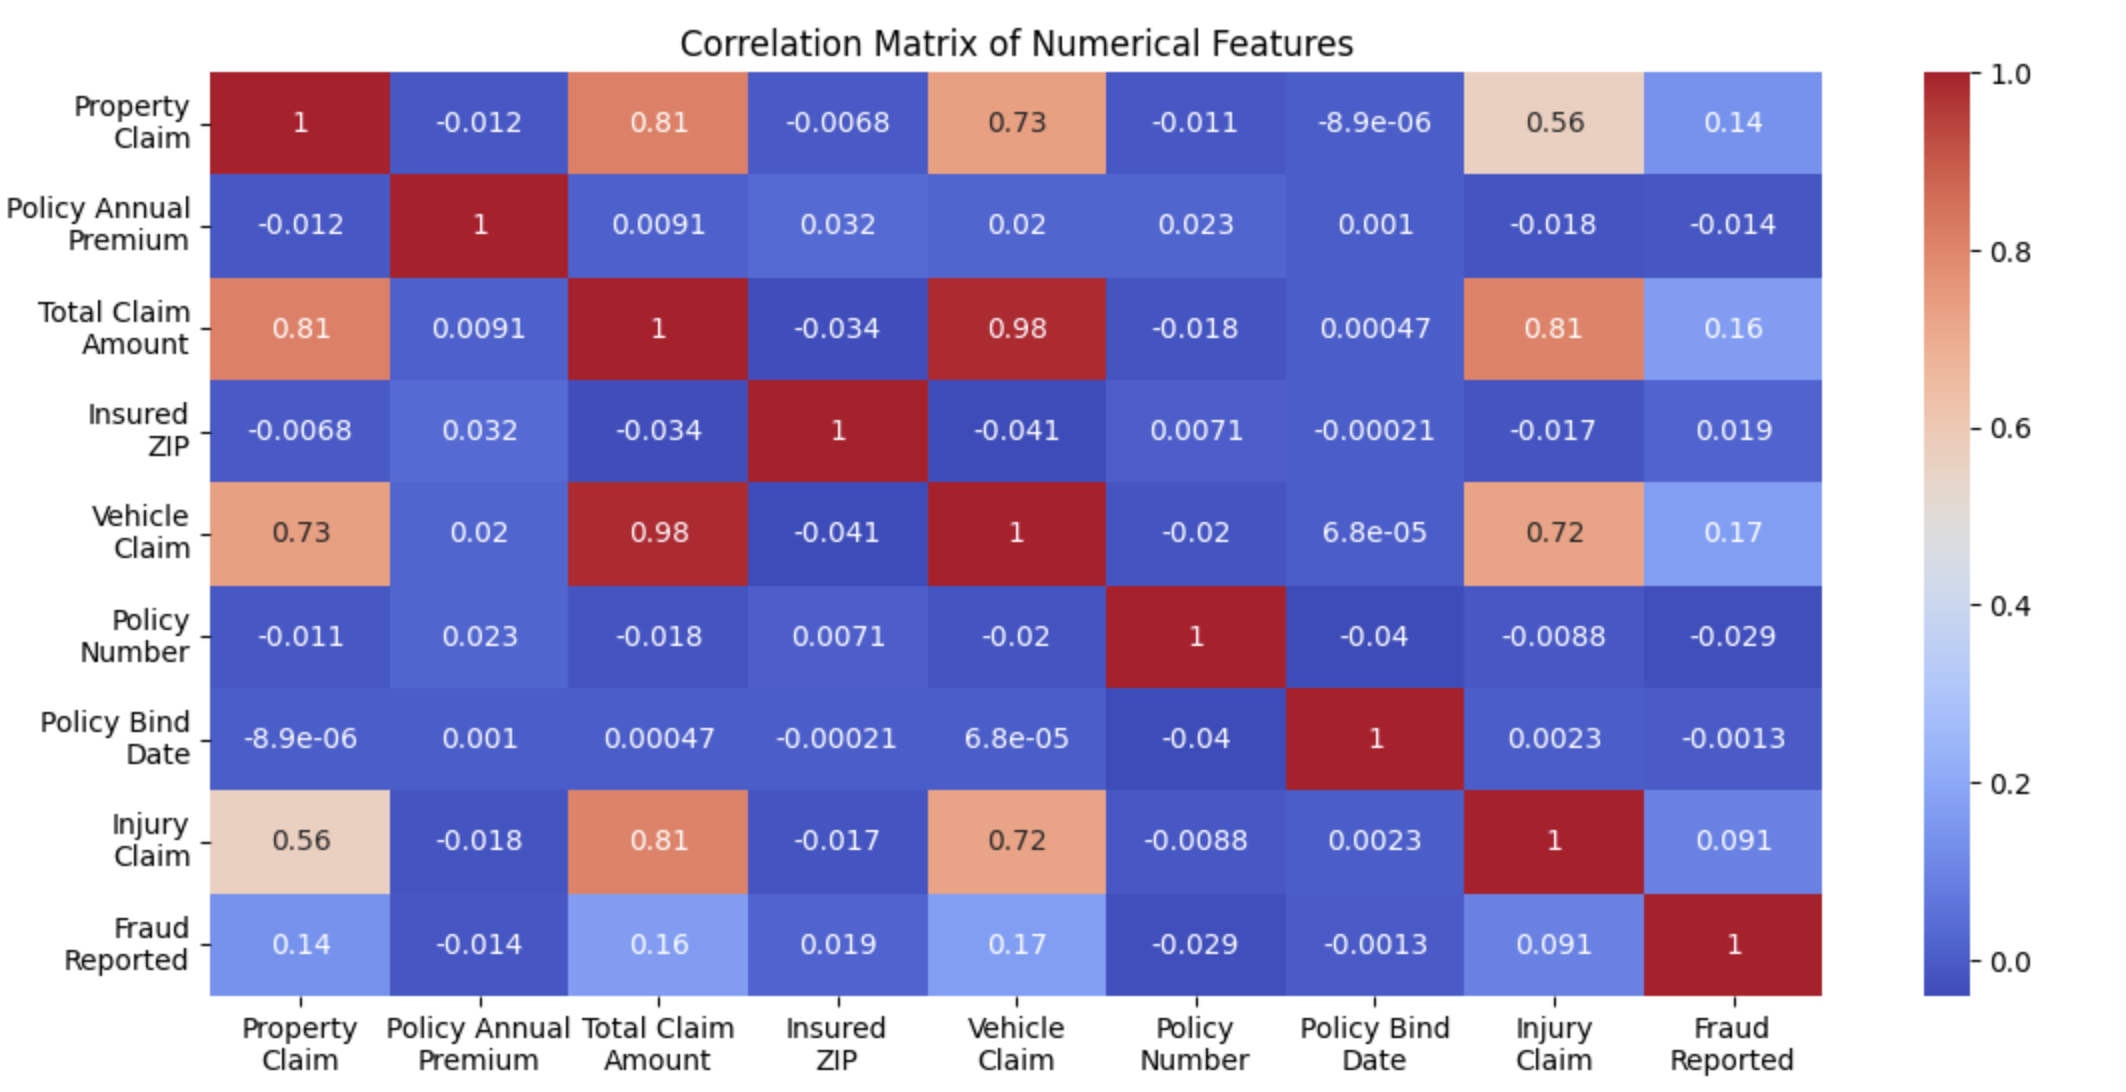 Correlation Matrix of Numerical Features
Property
Claim
1 -0.012 0.81 -0.0068 0.73 -0.011 -8.9e-06 0.56 0.14
Policy Annual
Premium
-0.012 1 0.0091 0.032 0.02 0.023 0.001 -0.018 -0.014
Total Claim
Amount
0.81 0.0091 1 -0.034 0.98 -0.018 0.00047 0.81 0.16
Insured
ZIP
-0.0068 0.032 -0.034 1 -0.041 0.0071 -0.00021 -0.017 0.019
Vehicle
Claim
0.73 0.02 0.98 -0.041 1 -0.02 6.8e-05 0.72 0.17
Policy
Number
-0.011 0.023 -0.018 0.0071 -0.02 1 -0.04 -0.0088 -0.029
Policy Bind
Date
-8.9e-06 0.001 0.00047 -0.00021 6.8e-05 -0.04 1 0.0023 -0.0013
Injury
Claim
0.56 -0.018 0.81 -0.017 0.72 -0.0088 0.0023 1 0.091
Fraud
Reported
0.14 -0.014 0.16 0.019 0.17 -0.029 -0.0013 0.091 1
Property Policy Annual Total Claim Insured Vehicle Policy Policy Bind Injury Fraud
Claim Premium Amount ZIP Claim Number Date Claim Reported
1.0
0.8
0.6
0.4
0.2
0.0